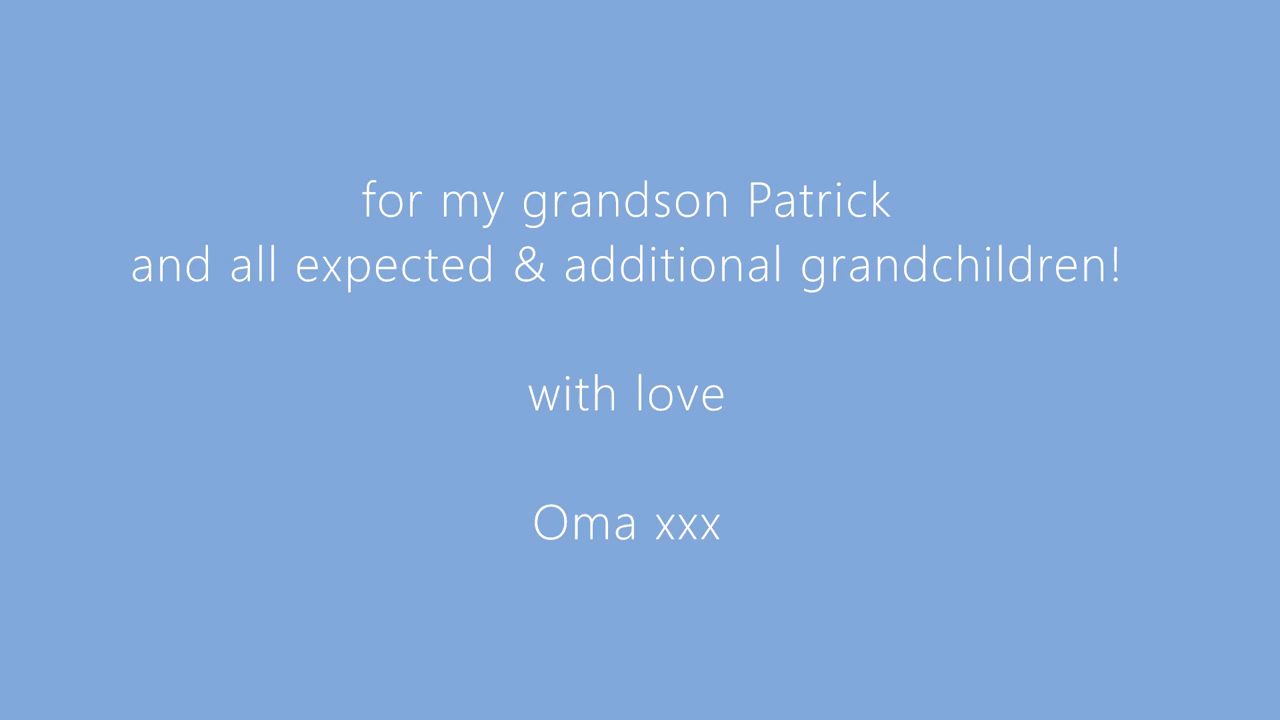 for my grandson Patrick
and all expected & additional grandchildren!
with love
Oma xxx